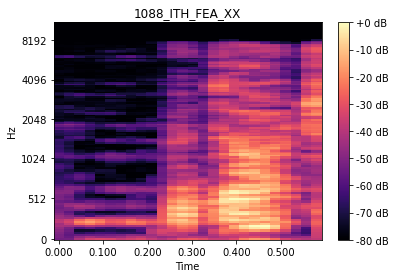 1088_ITH_FEA_XX
Hz
8192
4096
2048
1024
512
0
0.000
0.100
0.200
0.300
0.400
0.500
Time
+0 dB
-10 dB
-20 dB
-30 dB
-40 dB
-50 dB
-60 dB
-70 dB
-80 dB